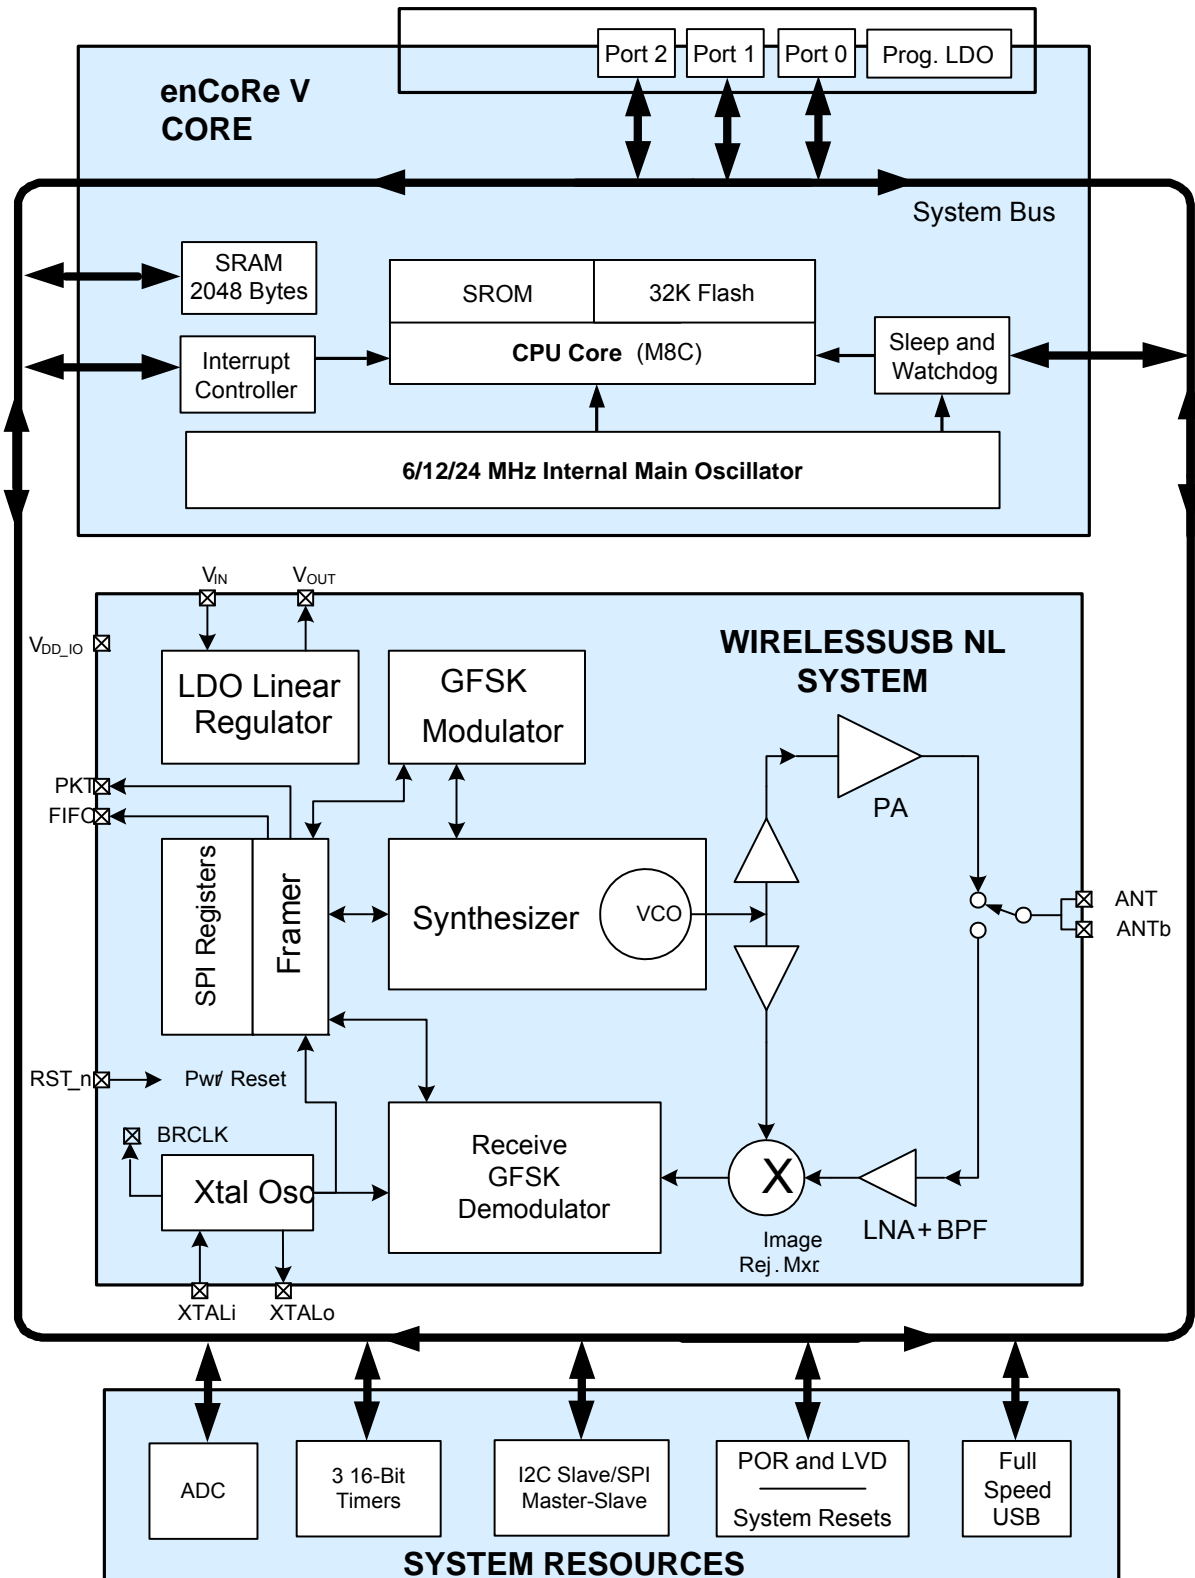 Port 2
Port 1
Port 0
Prog. LDO
enCoRe V
CORE
System Bus
SRAM
2048 Bytes
SROM
32K Flash
CPU Core (M8C)
Interrupt
Controller
Sleep and
Watchdog
6/12/24 MHz Internal Main Oscillator
VIN
VOUT
VDD_IO
WIRELESSUSB NL
SYSTEM
LDO Linear
Regulator
GFSK
Modulator
PKT
FIFO
PA
SPI Registers
Framer
Synthesizer
VCO
ANT
ANTb
RST_n
Pwr/ Reset
BRCLK
Xtal Osc
Receive
GFSK
Demodulator
X
LNA + BPF
Image
Rej. Mxr.
XTALi
XTALo
ADC
3 16-Bit
Timers
I2C Slave/SPI
Master-Slave
POR and LVD
System Resets
Full
Speed
USB
SYSTEM RESOURCES